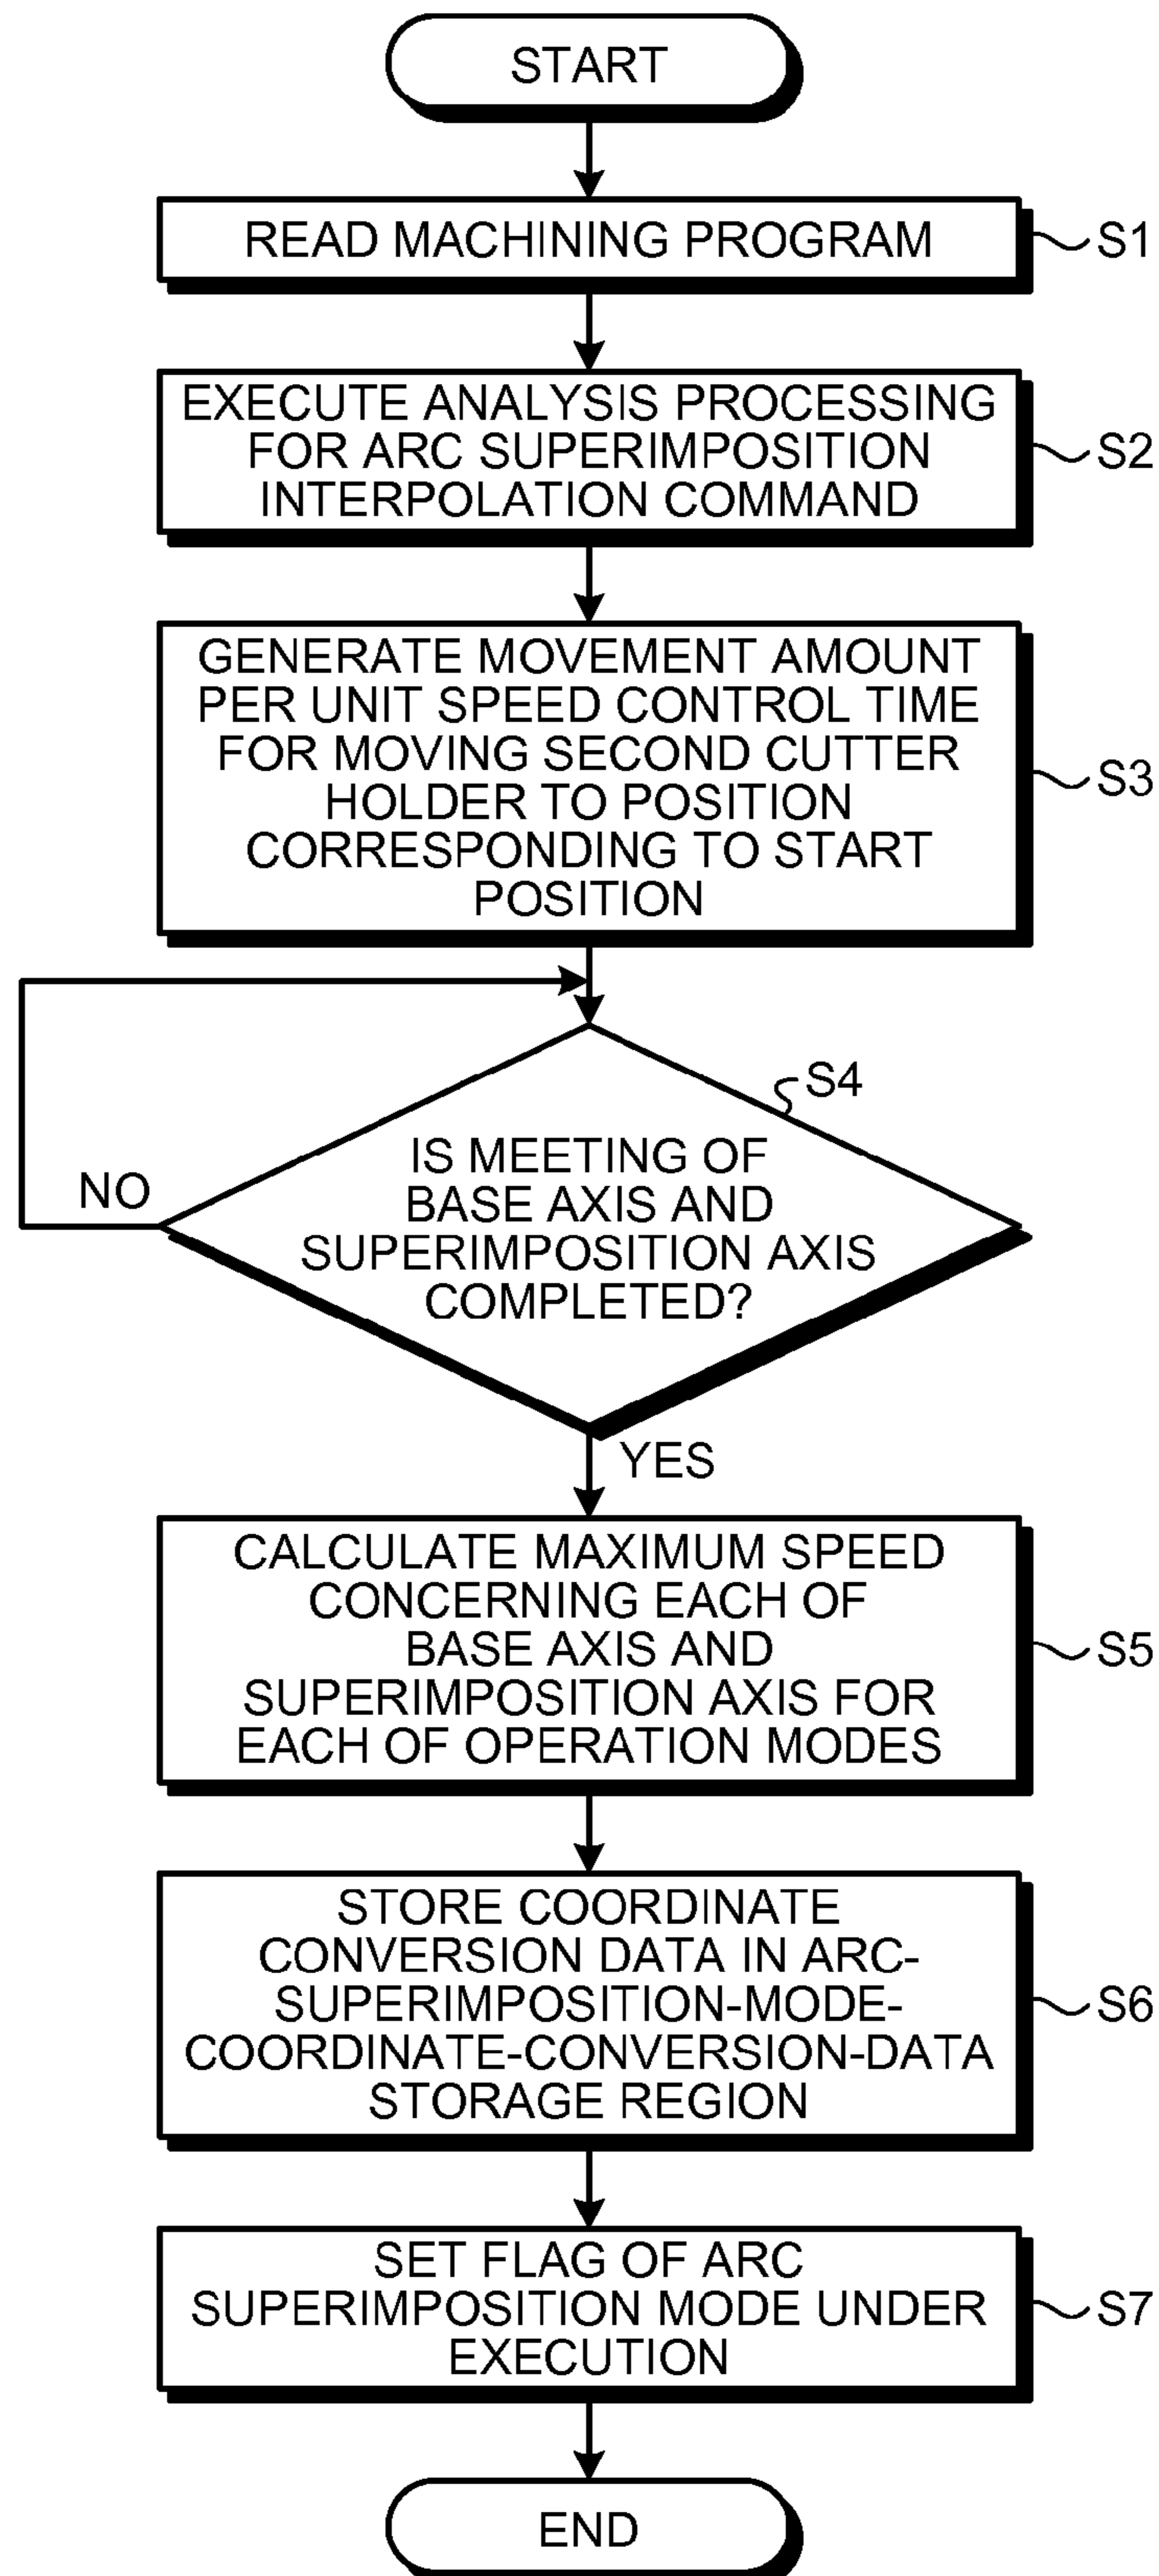 START
READ MACHINING PROGRAM
S1
EXECUTE ANALYSIS PROCESSING
FOR ARC SUPERIMPOSITION
INTERPOLATION COMMAND
S2
GENERATE MOVEMENT AMOUNT
PER UNIT SPEED CONTROL TIME
FOR MOVING SECOND CUTTER
HOLDER TO POSITION
CORRESPONDING TO START
POSITION
S3
S4
IS MEETING OF
BASE AXIS AND
SUPERIMPOSITION AXIS
COMPLETED?
NO
YES
CALCULATE MAXIMUM SPEED
CONCERNING EACH OF
BASE AXIS AND
SUPERIMPOSITION AXIS FOR
EACH OF OPERATION MODES
S5
STORE COORDINATE
CONVERSION DATA IN ARC-
SUPERIMPOSITION-MODE-
COORDINATE-CONVERSION-DATA
STORAGE REGION
S6
SET FLAG OF ARC
SUPERIMPOSITION MODE UNDER
EXECUTION
S7
END